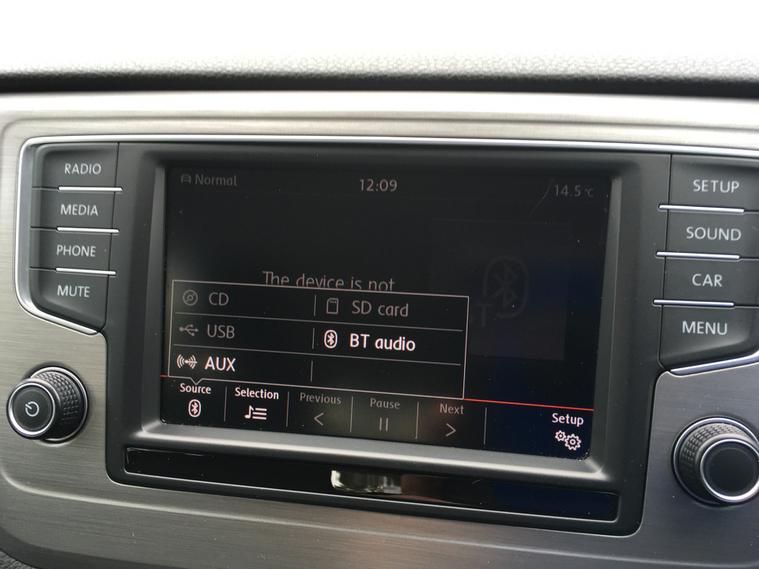 RADIO
MEDIA
PHONE
MUTE
Normal
12:09
14.5 °C
The device is not
CD
SD card
USB
BT audio
AUX
Source
Selection
Previous
Pause
Next
Setup
SETUP
SOUND
CAR
MENU